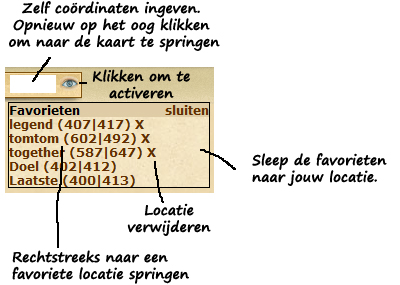 Zelf coördinaten ingeven.
Opnieuw op het oog klikken
om naar de kaart te springen
Klikken om te
activeren
Favorieten sluiten
legend (407|417) X
tomtom (602|492) X
together (587|647) X
Doel (402|412)
Laatste (400|413)
Sleep de favorieten
naar jouw locatie.
Locatie
verwijderen
Rechtstreeks naar een
favoriete locatie springen